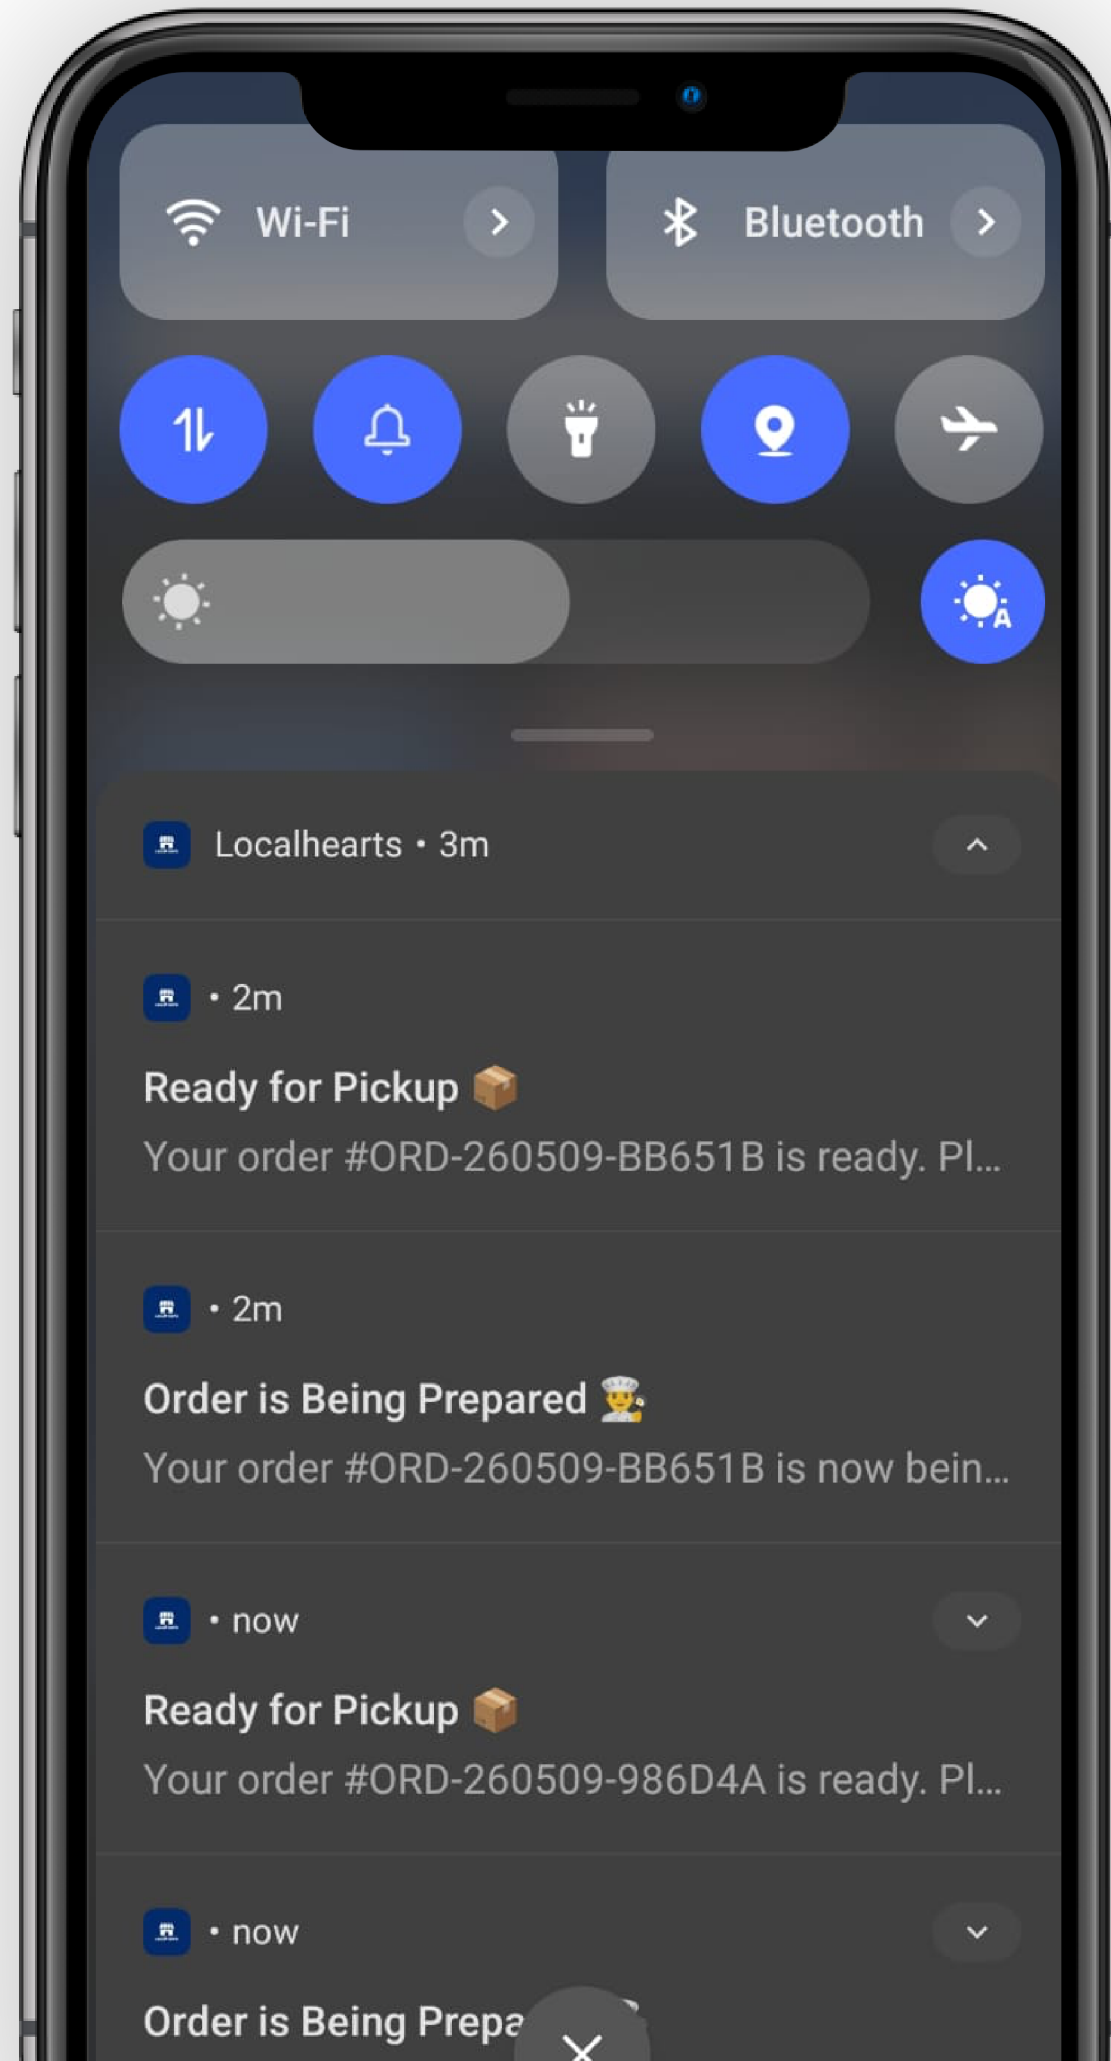 Wi-Fi
Bluetooth
A
Localhearts • 3m
• 2m
Ready for Pickup 📦
Your order #ORD-260509-BB651B is ready. Pl...
• 2m
Order is Being Prepared 👨‍🍳
Your order #ORD-260509-BB651B is now bein...
• now
Ready for Pickup 📦
Your order #ORD-260509-986D4A is ready. Pl...
• now
Order is Being Prepa